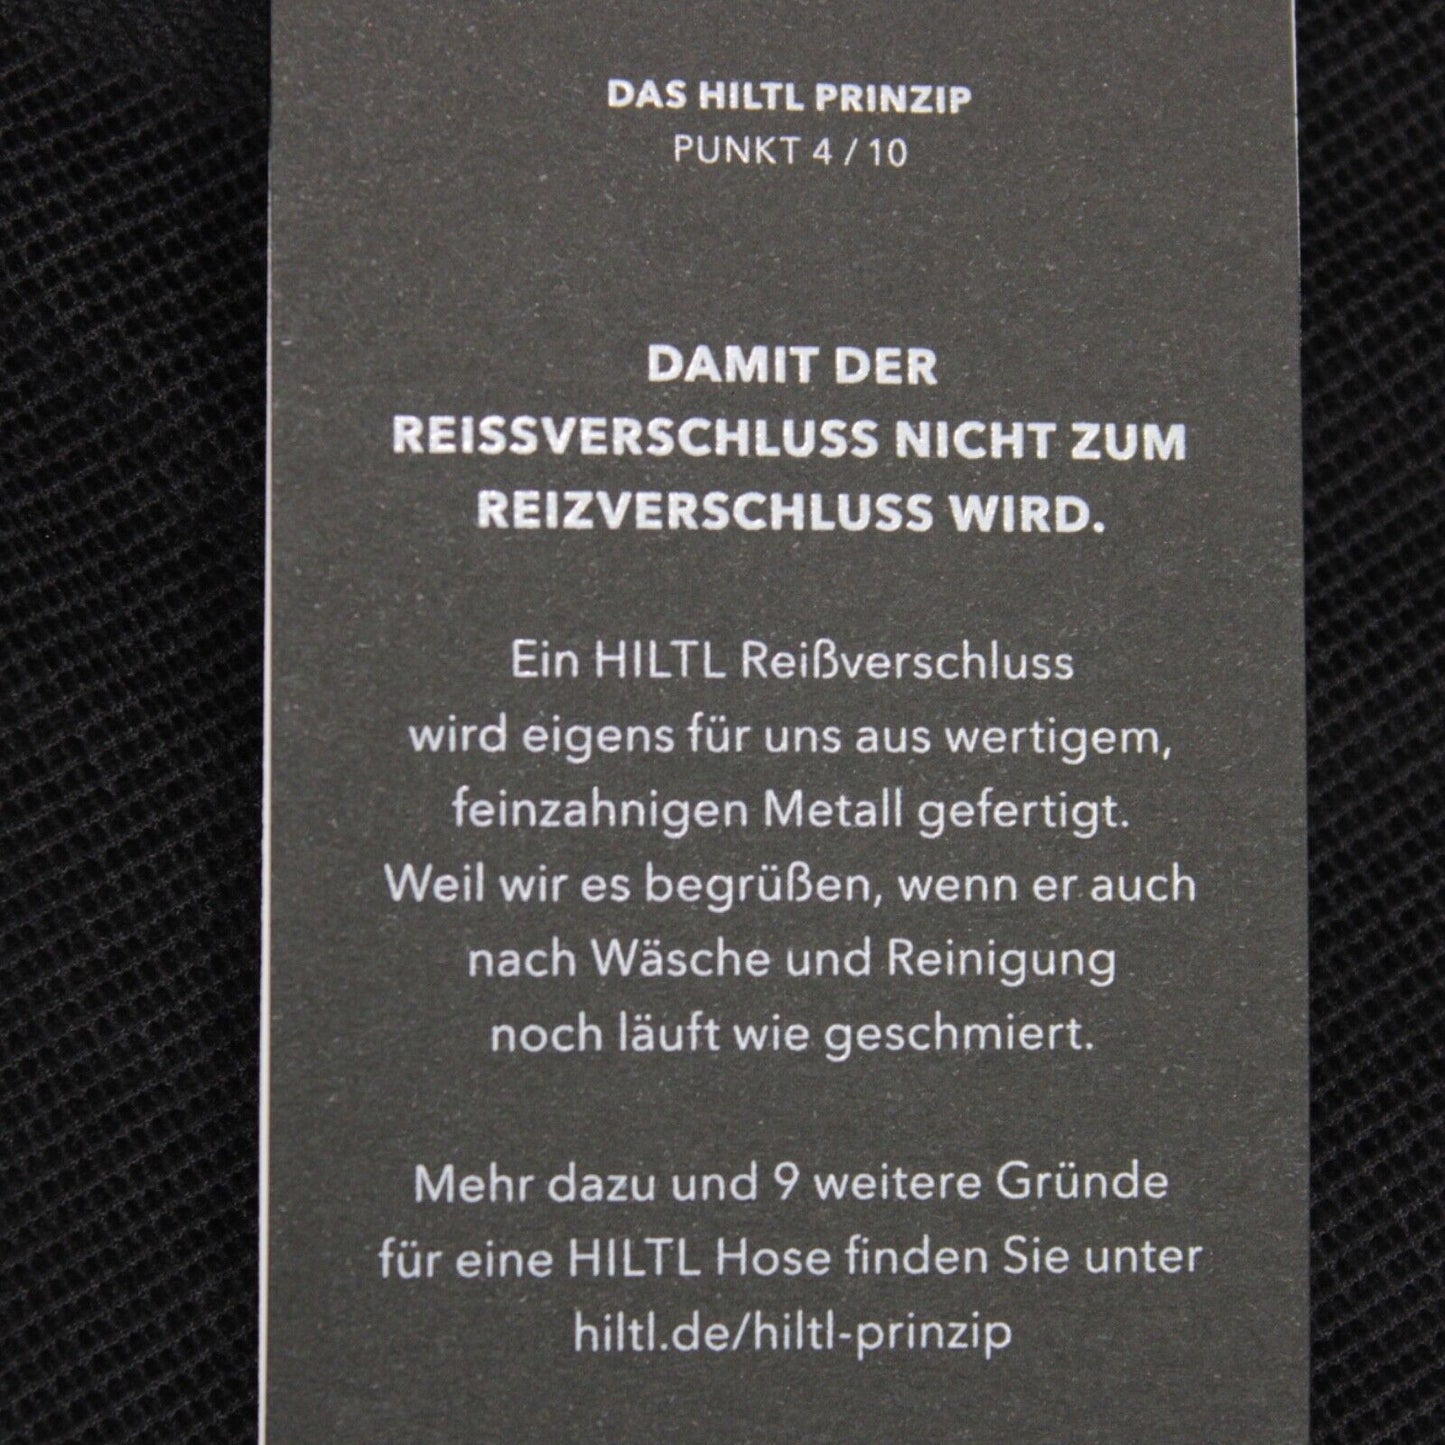 DAS HILTL PRINZIP
PUNKT 4 / 10
DAMIT DER
REISSVERSCHLUSS NICHT ZUM
REIZVERSCHLUSS WIRD.
Ein HILTL Reißverschluss
wird eigens für uns aus wertigem,
feinzahnigen Metall gefertigt.
Weil wir es begrüßen, wenn er auch
nach Wäsche und Reinigung
noch läuft wie geschmiert.
Mehr dazu und 9 weitere Gründe
für eine HILTL Hose finden Sie unter
hiltl.de/hiltl-prinzip